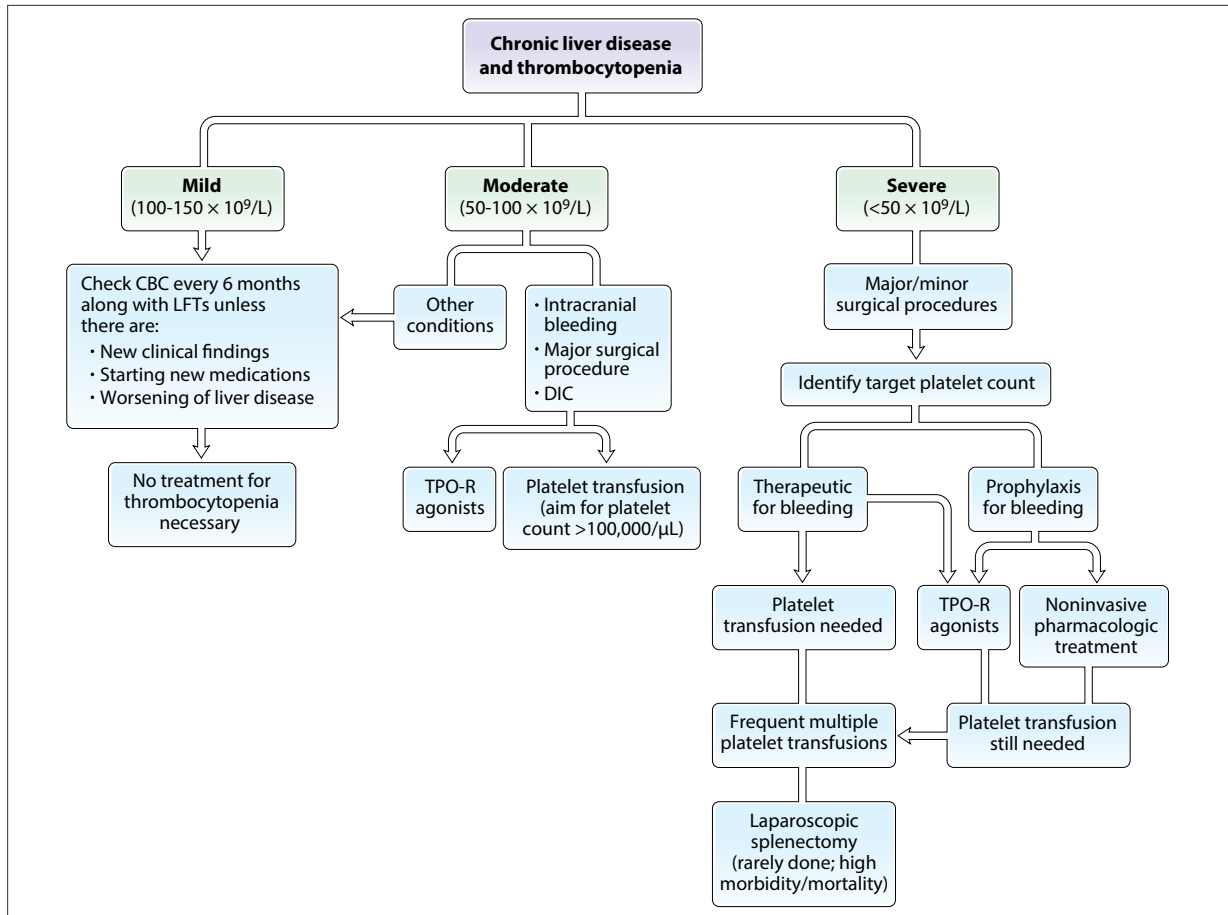 Chronic liver disease
and thrombocytopenia
Mild
(100-150 × 10⁹/L)
Moderate
(50-100 × 10⁹/L)
Severe
(<50 × 10⁹/L)
Check CBC every 6 months
along with LFTs unless
there are:
· New clinical findings
· Starting new medications
· Worsening of liver disease
Other
conditions
· Intracranial
bleeding
· Major surgical
procedure
· DIC
Major/minor
surgical procedures
Identify target platelet count
No treatment for
thrombocytopenia
necessary
TPO-R
agonists
Platelet transfusion
(aim for platelet
count >100,000/µL)
Therapeutic
for bleeding
Prophylaxis
for bleeding
Platelet
transfusion needed
TPO-R
agonists
Noninvasive
pharmacologic
treatment
Frequent multiple
platelet transfusions
Platelet transfusion
still needed
Laparoscopic
splenectomy
(rarely done; high
morbidity/mortality)